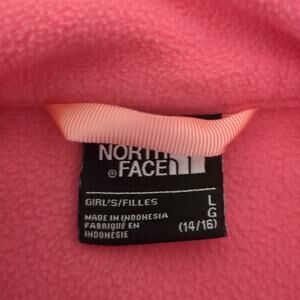 NORTH
®FACE
GIRL'S/FILLES L
G
MADE IN INDONESIA
FABRIQUÉ EN (14/16)
INDONÉSIE